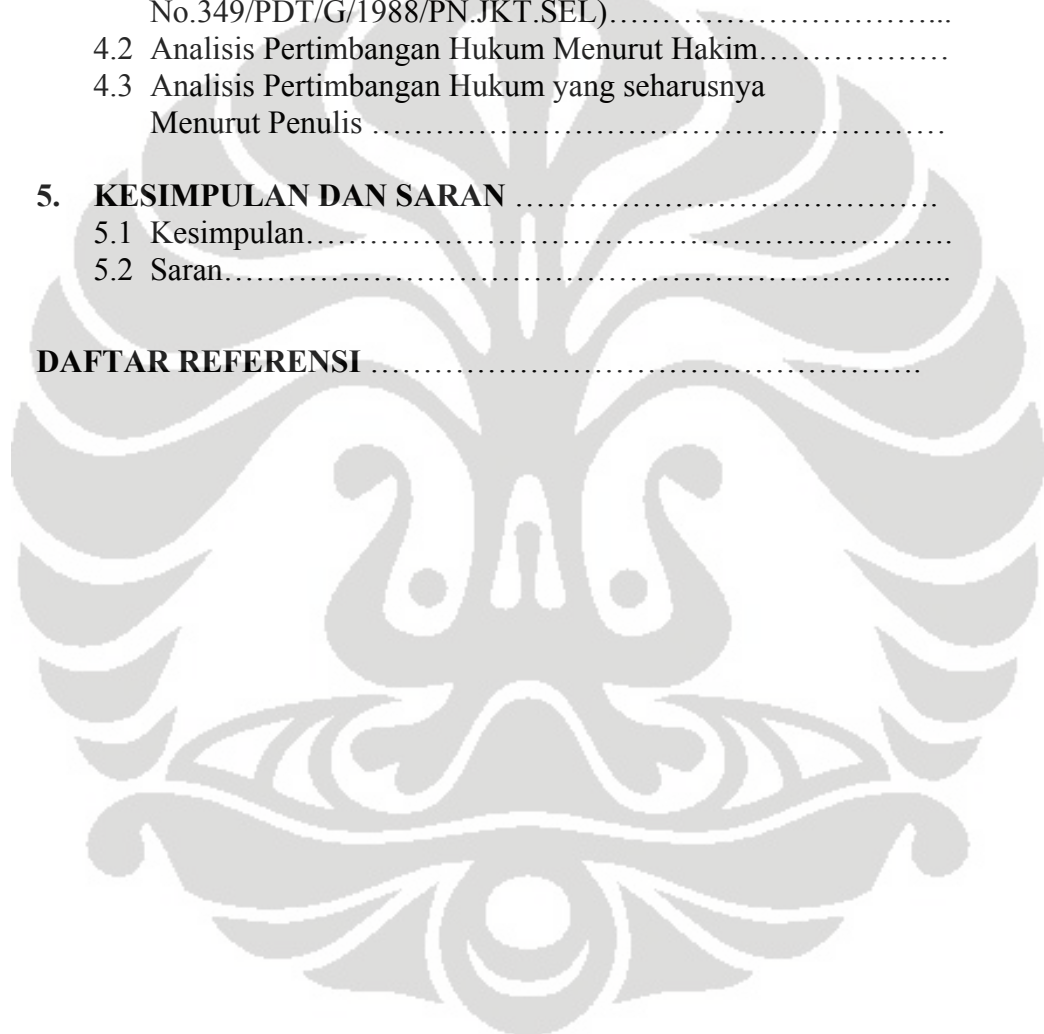 No.349/PDT/G/1988/PN.JKT.SEL)…………………………...
4.2 Analisis Pertimbangan Hukum Menurut Hakim………………
4.3 Analisis Pertimbangan Hukum yang seharusnya
Menurut Penulis ………………………………………………
5. KESIMPULAN DAN SARAN ………………………………….
5.1 Kesimpulan…………………………………………………….
5.2 Saran………………………………………………………......
DAFTAR REFERENSI …………………………………………….